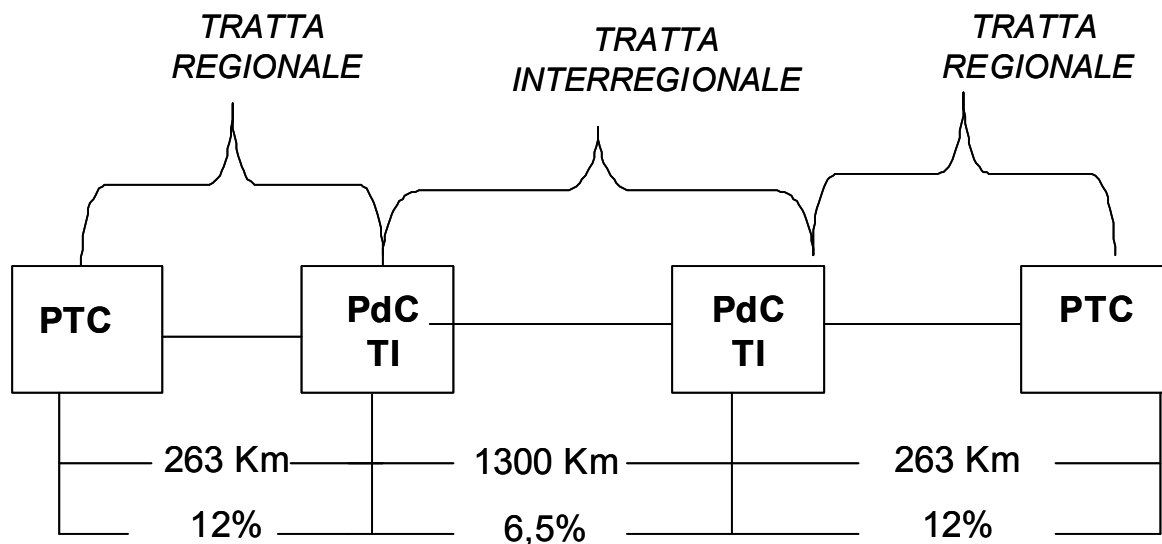 TRATTA
REGIONALE
TRATTA
INTERREGIONALE
TRATTA
REGIONALE
PTC
PdC
TI
PdC
TI
PTC
263 Km
1300 Km
263 Km
12%
6,5%
12%